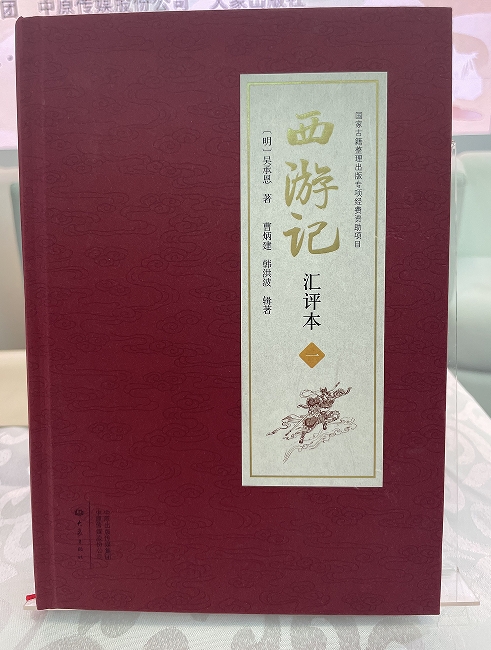 团 中原传媒股份公司 大象出版社
国家古籍整理出版专项经费资助项目
西游记
汇评本
一
〔明〕吴承恩 著
曹炳建 韩洪波 辑著
大象出版社